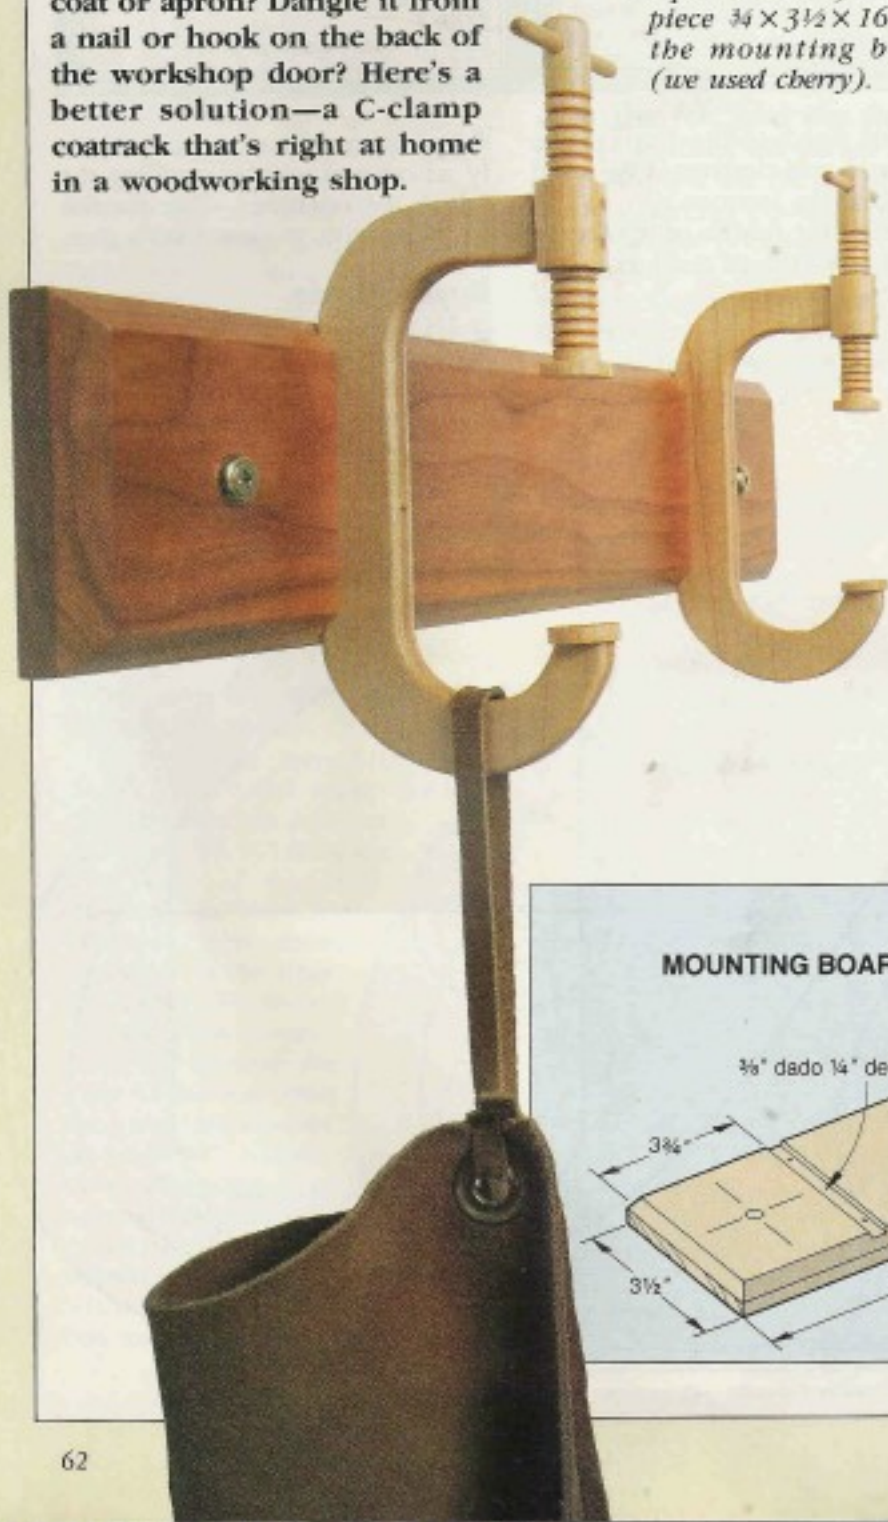 coat or apron? Dangle it from
a nail or hook on the back of
the workshop door? Here's a
better solution—a C-clamp
coatrack that's right at home
in a woodworking shop.
piece ¾×3½×16
the mounting b
(we used cherry).
MOUNTING BOAR
⅜" dado ¼" de
3¾"
3½"
62